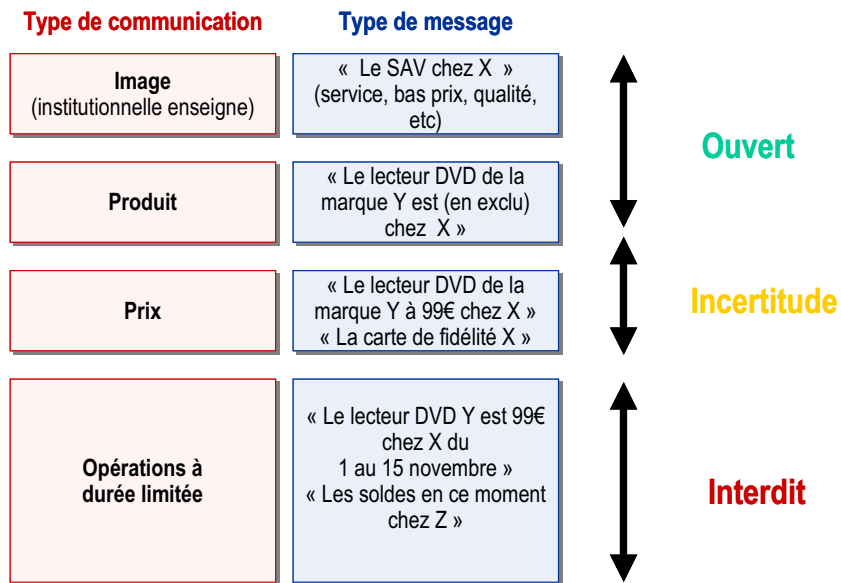 Type de communication
Type de message
Image
(institutionnelle enseigne)
« Le SAV chez X »
(service, bas prix, qualité,
etc)
Ouvert
Produit
« Le lecteur DVD de la
marque Y est (en exclu)
chez X »
Prix
« Le lecteur DVD de la
marque Y à 99€ chez X »
« La carte de fidélité X »
Incertitude
Opérations à
durée limitée
« Le lecteur DVD Y est 99€
chez X du
1 au 15 novembre »
« Les soldes en ce moment
chez Z »
Interdit